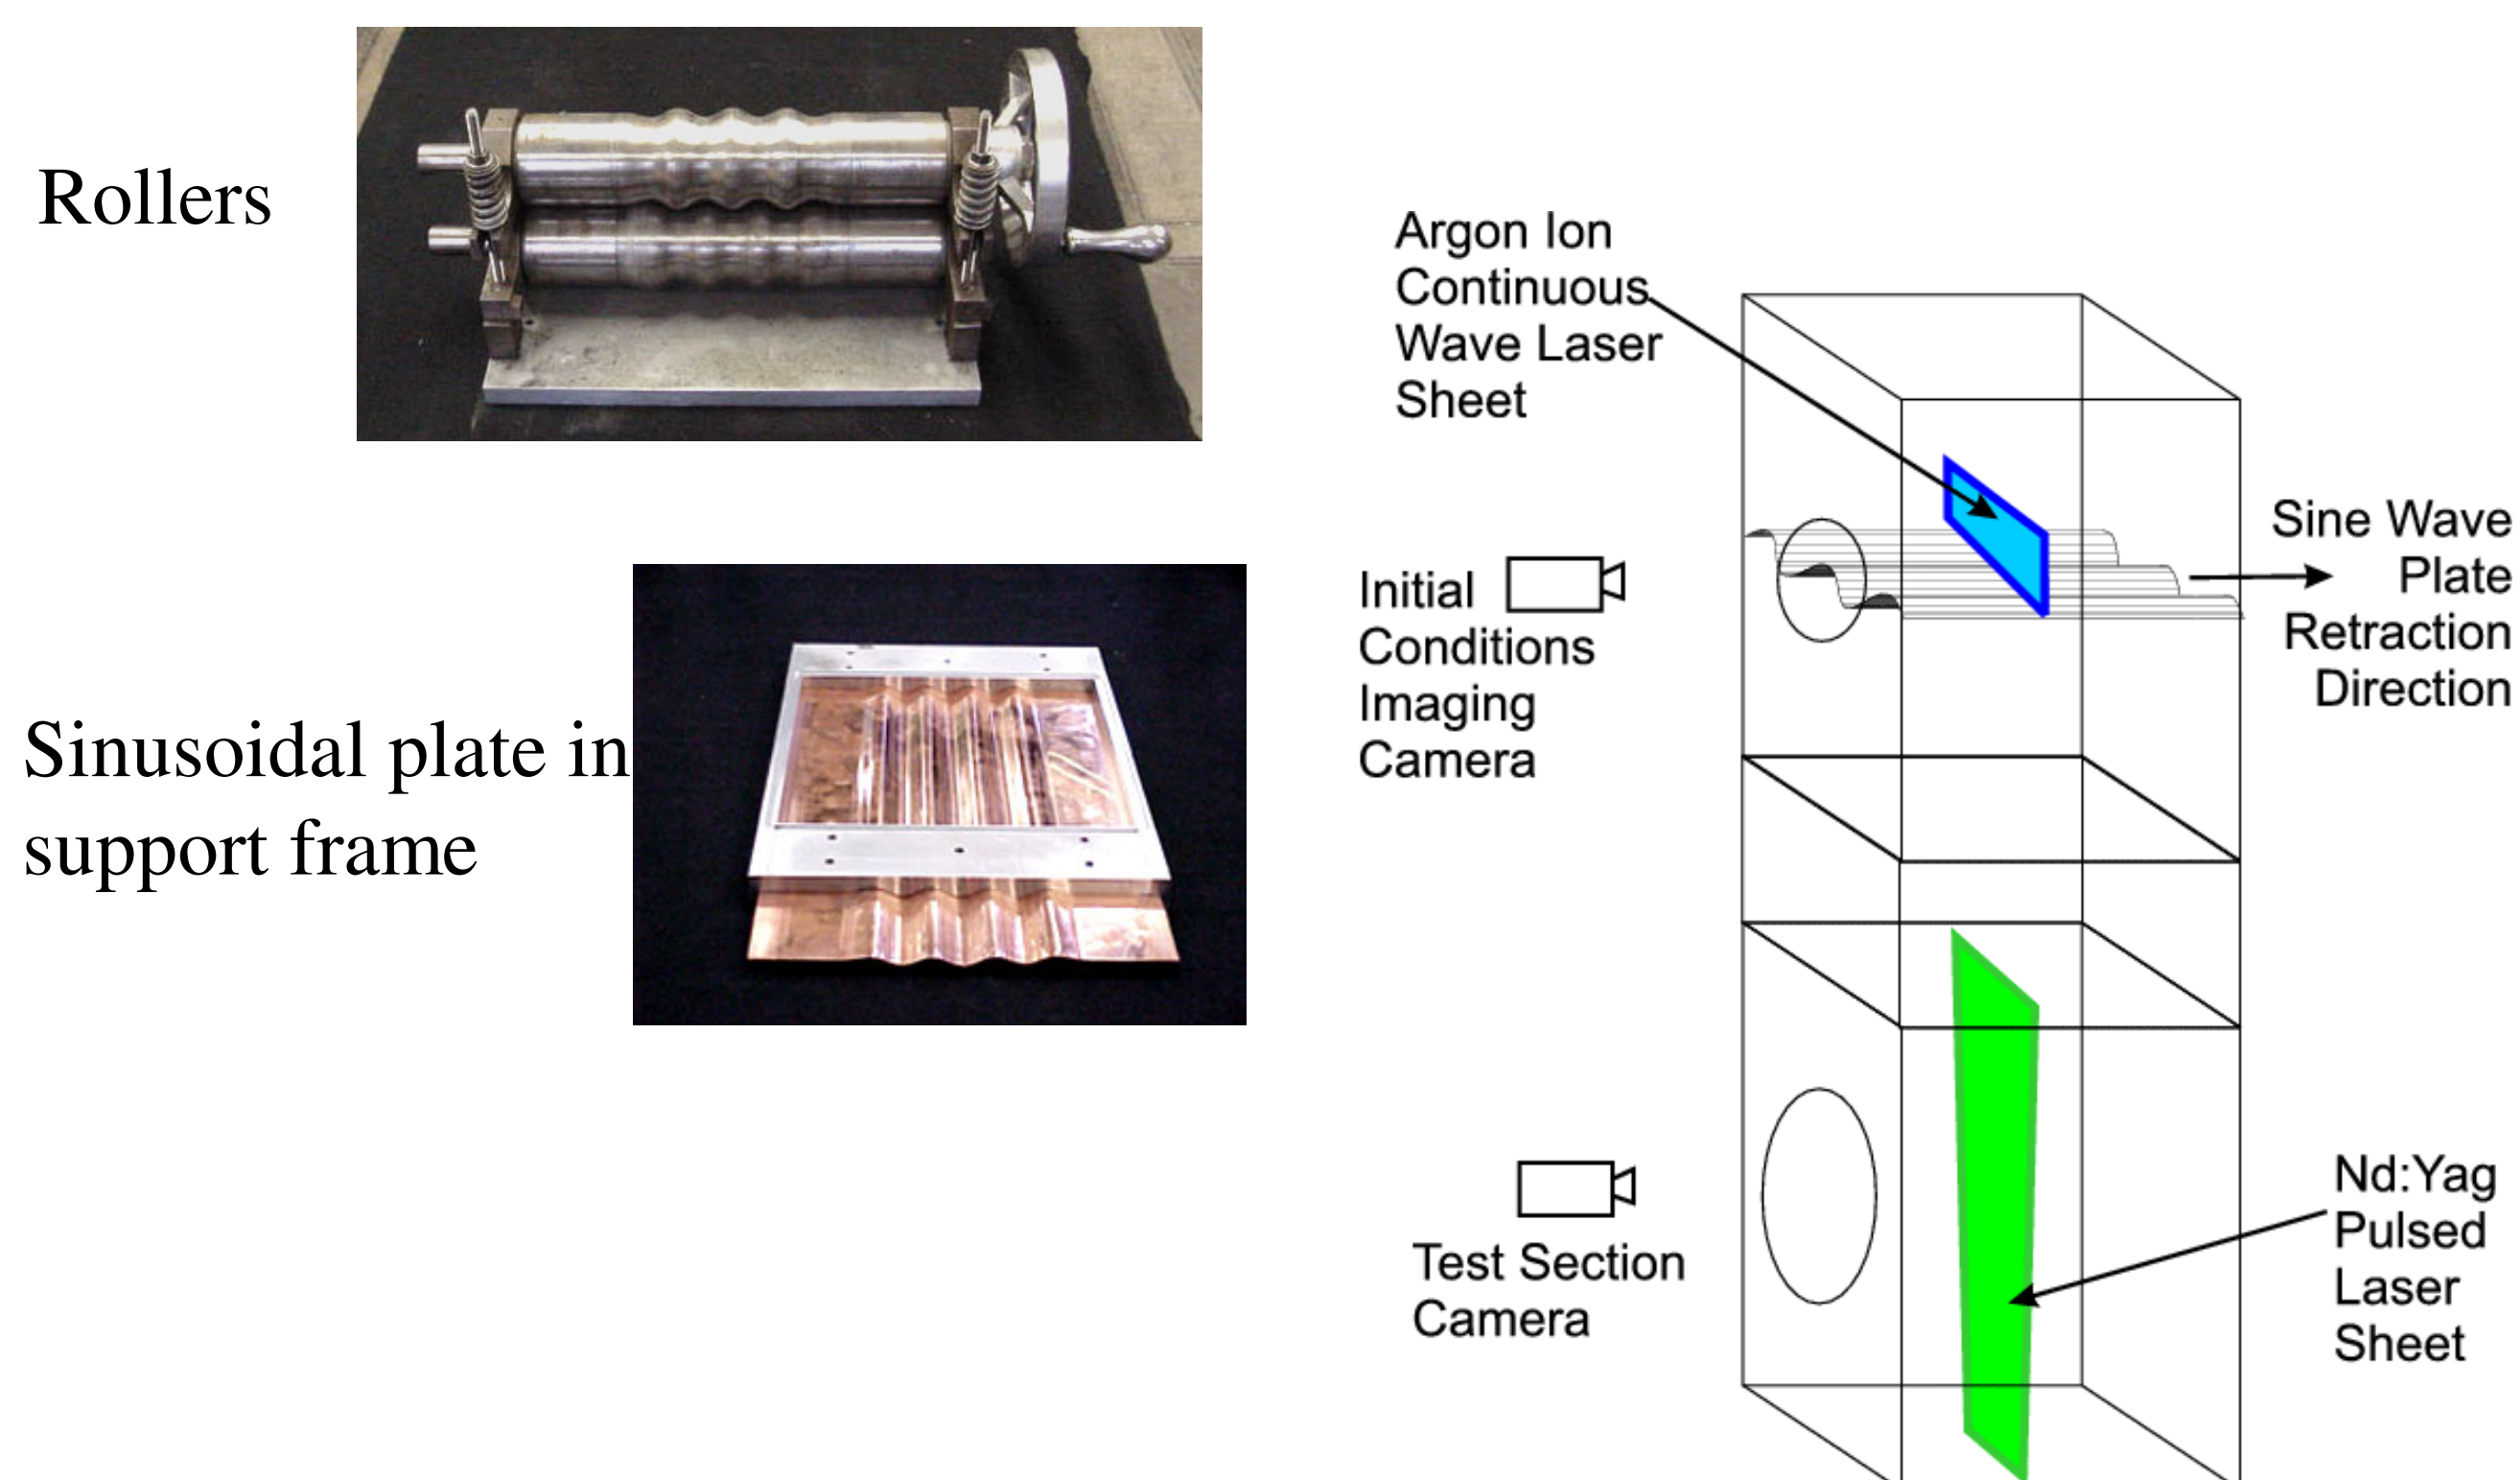 Rollers
Sinusoidal plate in
support frame
Argon Ion
Continuous
Wave Laser
Sheet
Initial
Conditions
Imaging
Camera
Sine Wave
Plate
Retraction
Direction
Test Section
Camera
Nd:Yag
Pulsed
Laser
Sheet